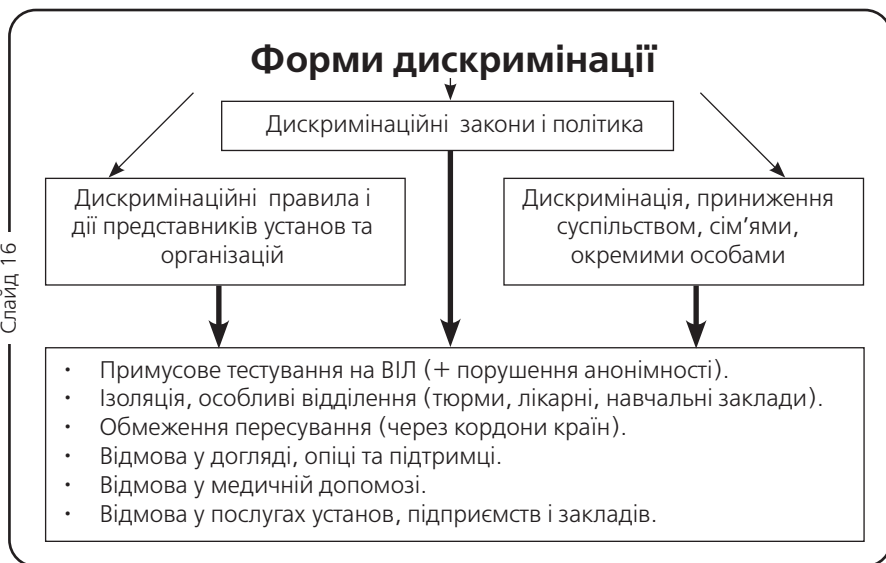 Форми дискримінації
Дискримінаційні закони і політика
Дискримінаційні правила і
дії представників установ та
організацій
Дискримінація, приниження
суспільством, сім’ями,
окремими особами
Слайд 16
· Примусове тестування на ВІЛ (+ порушення анонімності).
· Ізоляція, особливі відділення (тюрми, лікарні, навчальні заклади).
· Обмеження пересування (через кордони країн).
· Відмова у догляді, опіці та підтримці.
· Відмова у медичній допомозі.
· Відмова у послугах установ, підприємств і закладів.